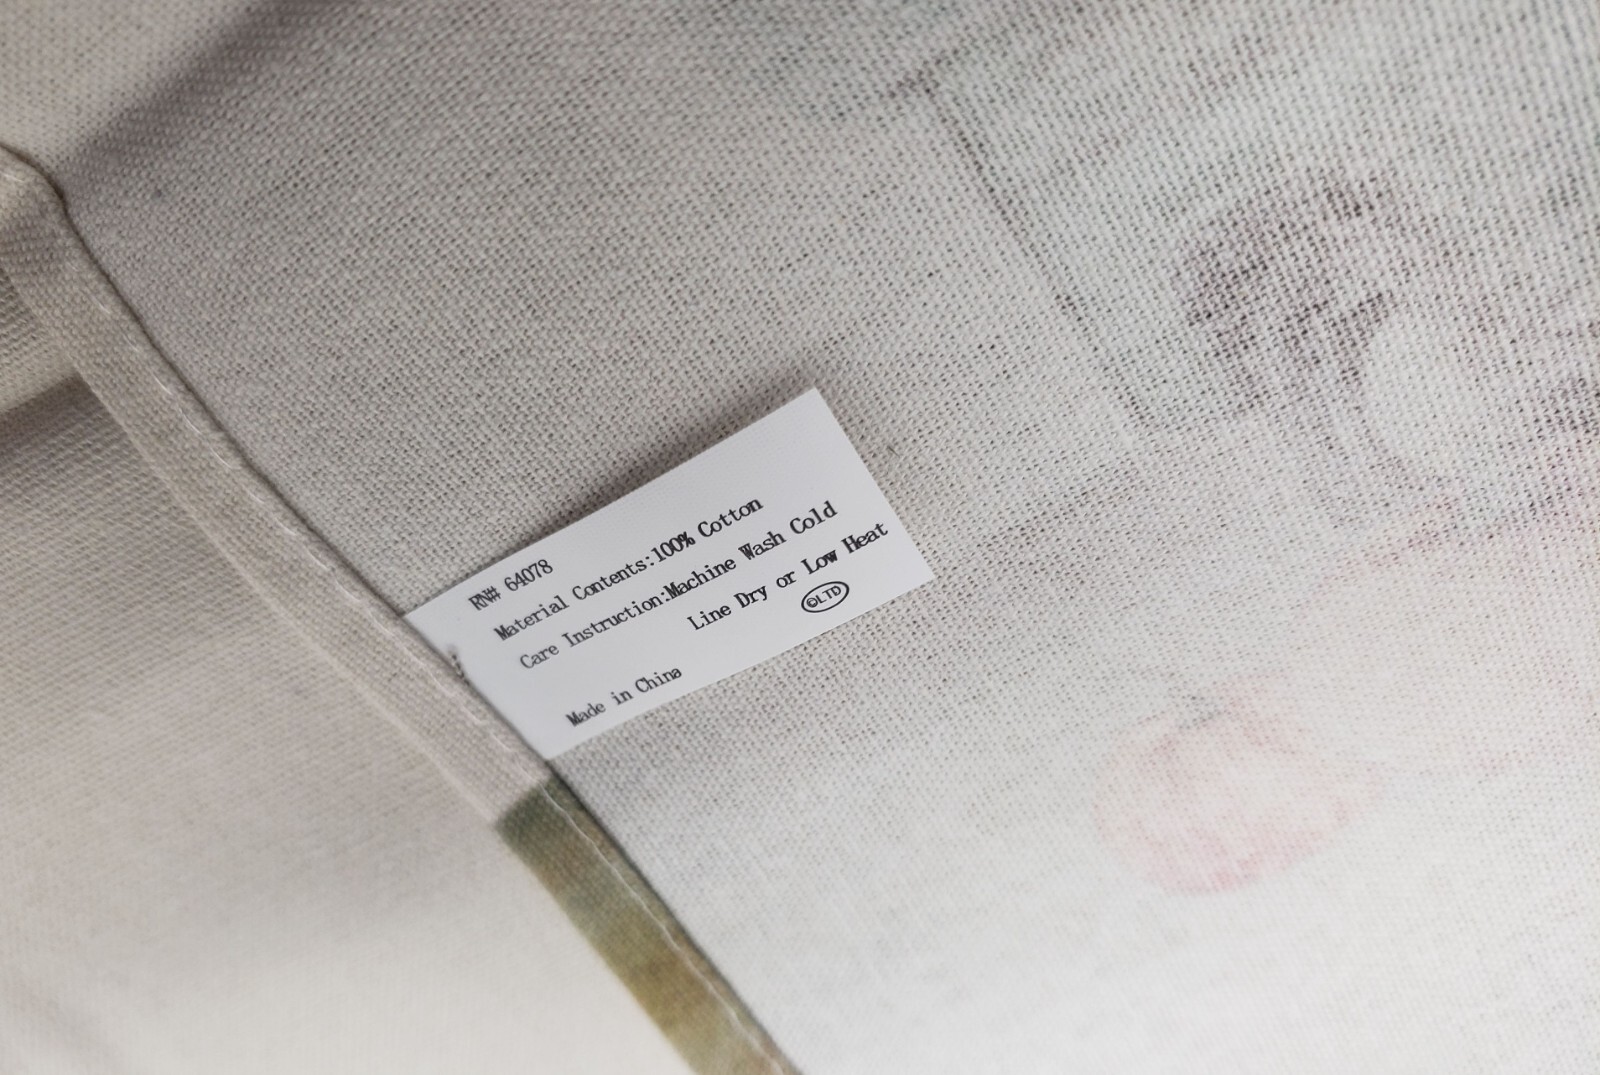 RN# 64078
Material Contents:100% Cotton
Care Instruction:Machine Wash Cold
Line Dry or Low Heat
©LTD
Made in China